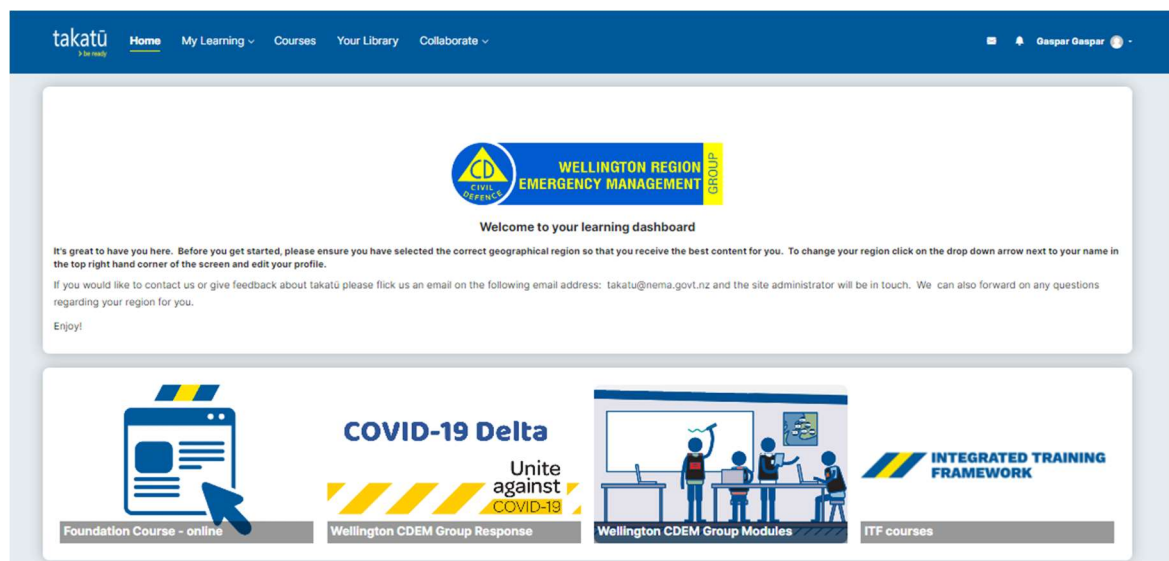 takatū
> be ready
Home
My Learning
Courses
Your Library
Collaborate
Gaspar Gaspar
CD
CIVIL
DEFENCE
WELLINGTON REGION
EMERGENCY MANAGEMENT
GROUP
Welcome to your learning dashboard
It's great to have you here. Before you get started, please ensure you have selected the correct geographical region so that you receive the best content for you. To change your region click on the drop down arrow next to your name in
the top right hand corner of the screen and edit your profile.
If you would like to contact us or give feedback about takatū please flick us an email on the following email address: takatu@nema.govt.nz and the site administrator will be in touch. We can also forward on any questions
regarding your region for you.
Enjoy!
Foundation Course - online
COVID-19 Delta
Unite
against
COVID-19
Wellington CDEM Group Response
Wellington CDEM Group Modules
INTEGRATED TRAINING
FRAMEWORK
ITF courses